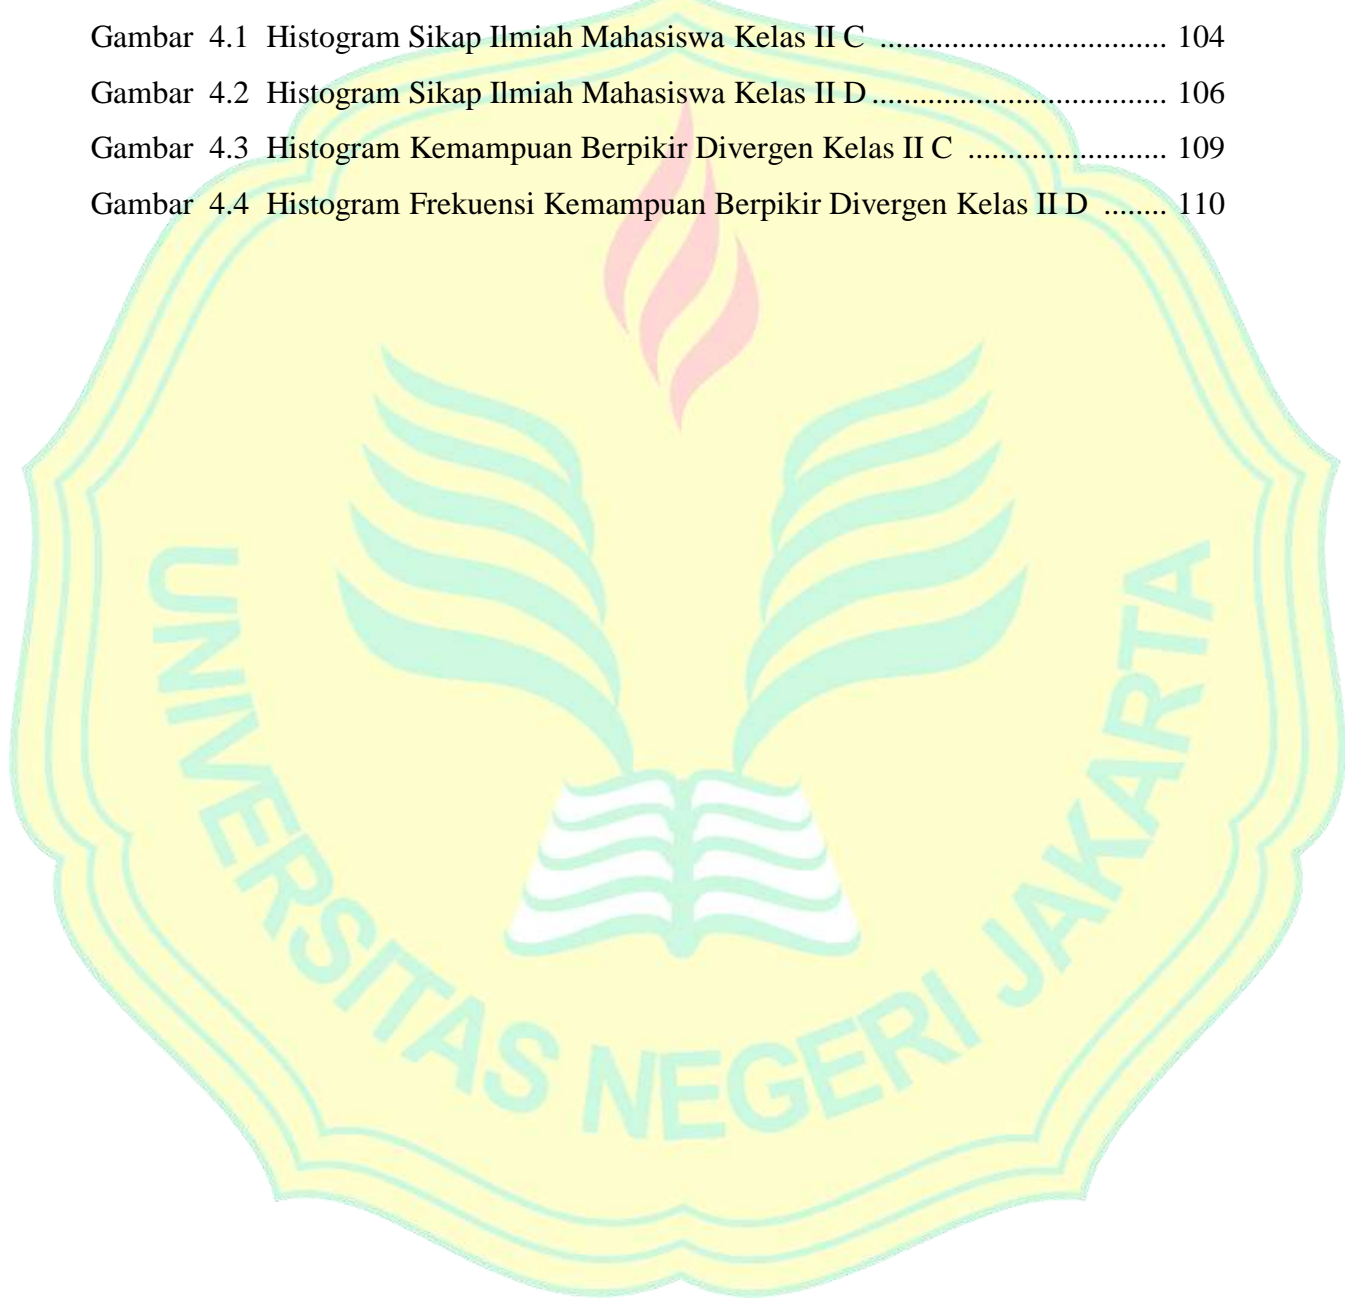 Gambar 4.1 Histogram Sikap Ilmiah Mahasiswa Kelas II C .................................. 104
Gambar 4.2 Histogram Sikap Ilmiah Mahasiswa Kelas II D ................................... 106
Gambar 4.3 Histogram Kemampuan Berpikir Divergen Kelas II C ........................ 109
Gambar 4.4 Histogram Frekuensi Kemampuan Berpikir Divergen Kelas II D ........ 110
UNIVERSITAS NEGERI JAKARTA